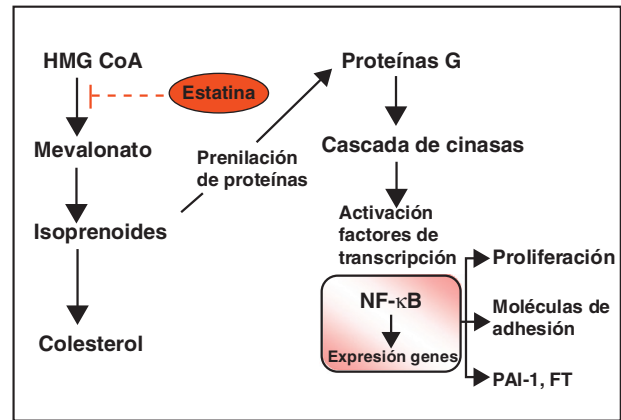 HMG CoA
Estatina
Mevalonato
Isoprenoides
Colesterol
Prenilación
de proteínas
Proteínas G
Cascada de cinasas
Activación
factores de
transcripción
NF-κB
Expresión genes
Proliferación
Moléculas de
adhesión
PAI-1, FT